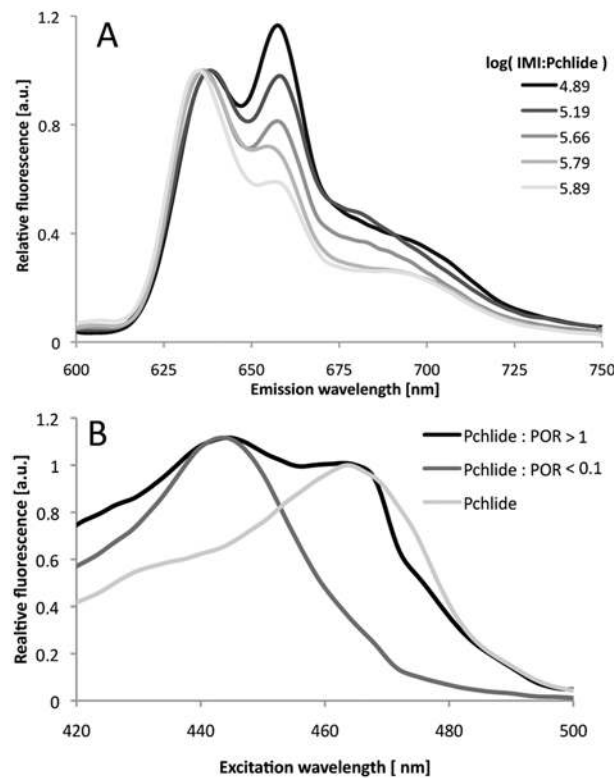 A
1.2
0.8
0.4
0
Relative fluorescence [a.u.]
log( IMI:Pchlide )
4.89
5.19
5.66
5.79
5.89
600 625 650 675 700 725 750
Emission wavelength [nm]
B
1.2
1
0.8
0.6
0.4
1.2
0
Realtive fluorescence [a.u.]
Pchlide : POR > 1
Pchlide : POR < 0.1
Pchlide
420 440 460 480 500
Excitation wavelength [ nm]